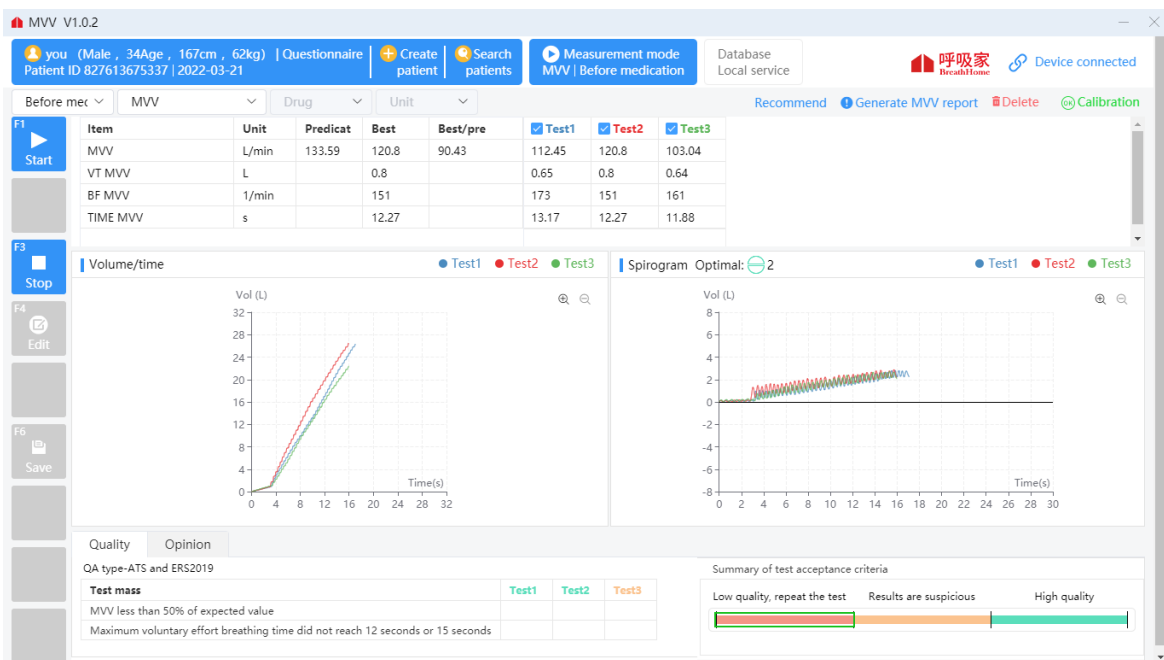 MVV V1.0.2
you (Male , 34Age , 167cm , 62kg) | Questionnaire
Patient ID 827613675337 | 2022-03-21
Create patient
Search patients
Measurement mode
MVV | Before medication
Database
Local service
呼吸家
BreathHome
Device connected
Before mec MVV Drug Unit
Recommend Generate MVV report Delete OK Calibration
F1
Start
F3
Stop
F4
Edit
F6
Save
Item Unit Predicat Best Best/pre Test1 Test2 Test3
MVV L/min 133.59 120.8 90.43 112.45 120.8 103.04
VT MVV L 0.8 0.65 0.8 0.64
BF MVV 1/min 151 173 151 161
TIME MVV s 12.27 13.17 12.27 11.88
Volume/time Test1 Test2 Test3
Vol (L)
32
28
24
20
16
12
8
4
0
Time(s)
0 4 8 12 16 20 24 28 32
Spirogram Optimal: 2 Test1 Test2 Test3
Vol (L)
8
6
4
2
0
-2
-4
-6
-8
Time(s)
0 2 4 6 8 10 12 14 16 18 20 22 24 26 28 30
Quality Opinion
QA type-ATS and ERS2019
Test mass Test1 Test2 Test3
MVV less than 50% of expected value
Maximum voluntary effort breathing time did not reach 12 seconds or 15 seconds
Summary of test acceptance criteria
Low quality, repeat the test Results are suspicious High quality